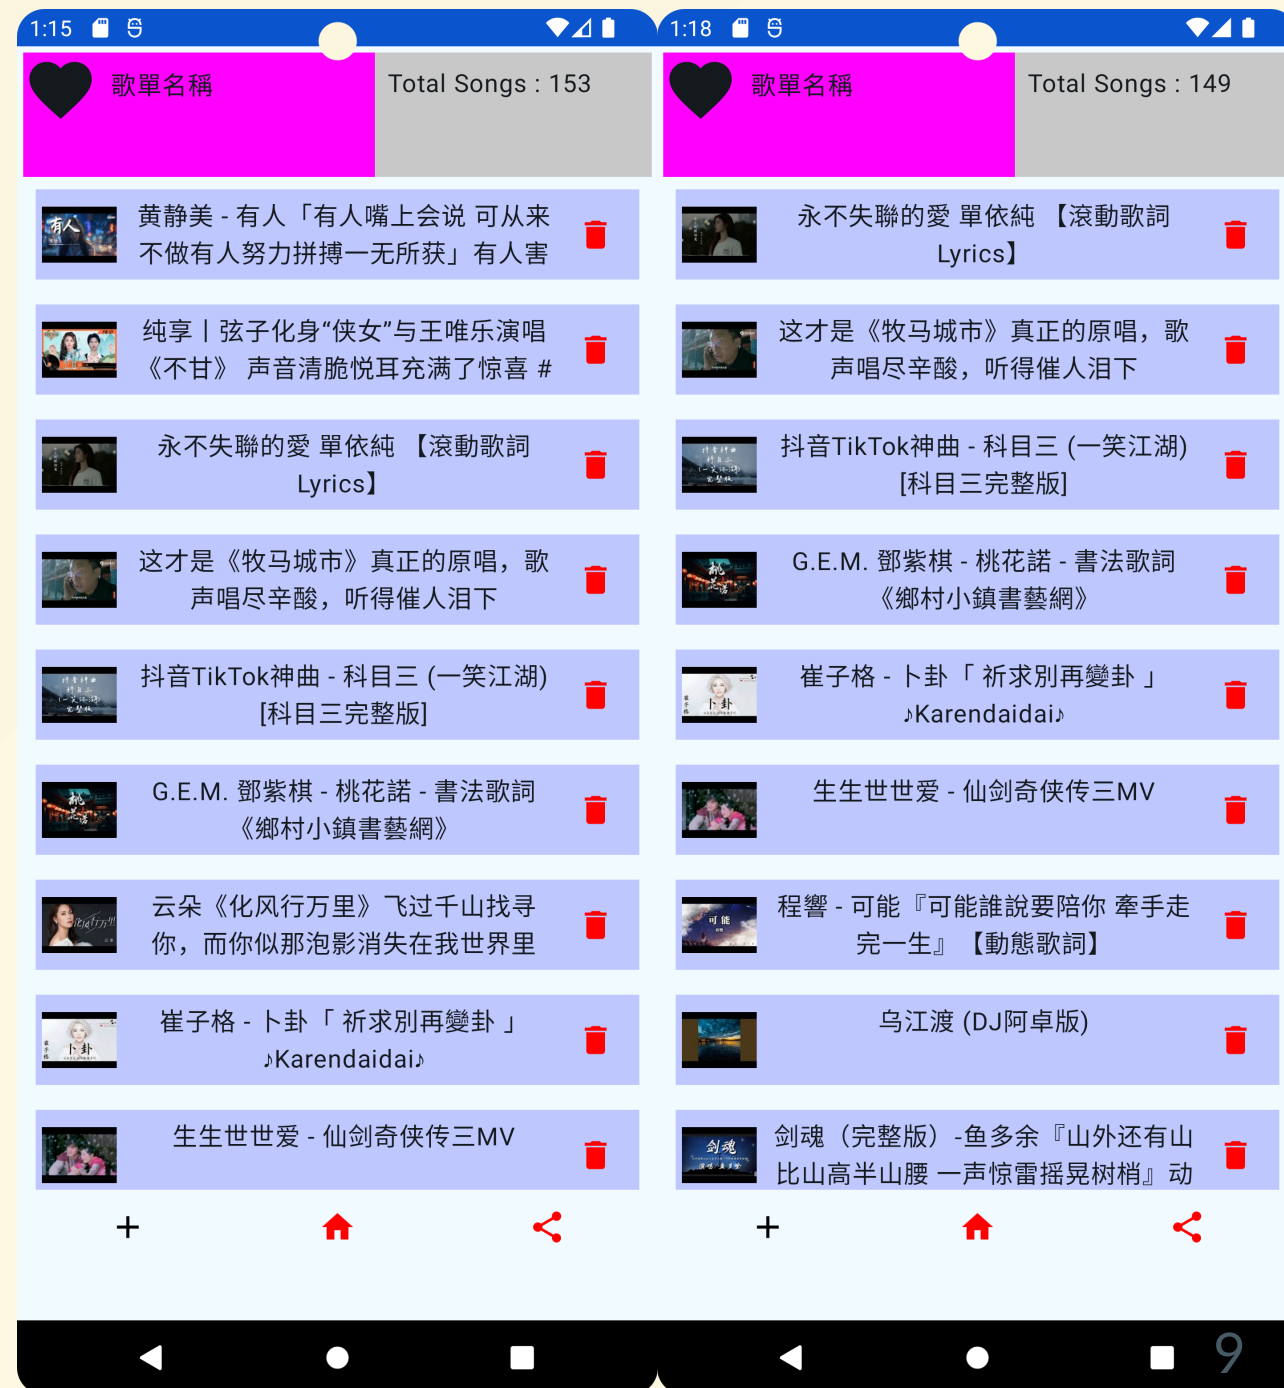 1:15
歌單名稱
Total Songs : 153
黄静美 - 有人「有人嘴上会说 可从来
不做有人努力拼搏一无所获」有人害
纯享丨弦子化身“侠女”与王唯乐演唱
《不甘》 声音清脆悦耳充满了惊喜 #
永不失聯的愛 單依純 【滾動歌詞
Lyrics】
这才是《牧马城市》真正的原唱，歌
声唱尽辛酸，听得催人泪下
抖音TikTok神曲 - 科目三 (一笑江湖)
[科目三完整版]
G.E.M. 鄧紫棋 - 桃花諾 - 書法歌詞
《鄉村小鎮書藝網》
云朵《化风行万里》飞过千山找寻
你，而你似那泡影消失在我世界里
崔子格 - 卜卦「 祈求別再變卦 」
♪Karendaidai♪
生生世世爱 - 仙剑奇侠传三MV
1:18
歌單名稱
Total Songs : 149
永不失聯的愛 單依純 【滾動歌詞
Lyrics】
这才是《牧马城市》真正的原唱，歌
声唱尽辛酸，听得催人泪下
抖音TikTok神曲 - 科目三 (一笑江湖)
[科目三完整版]
G.E.M. 鄧紫棋 - 桃花諾 - 書法歌詞
《鄉村小鎮書藝網》
崔子格 - 卜卦「 祈求別再變卦 」
♪Karendaidai♪
生生世世爱 - 仙剑奇侠传三MV
程響 - 可能『可能誰說要陪你 牽手走
完一生』【動態歌詞】
乌江渡 (DJ阿卓版)
剑魂（完整版）-鱼多余『山外还有山
比山高半山腰 一声惊雷摇晃树梢』动
9